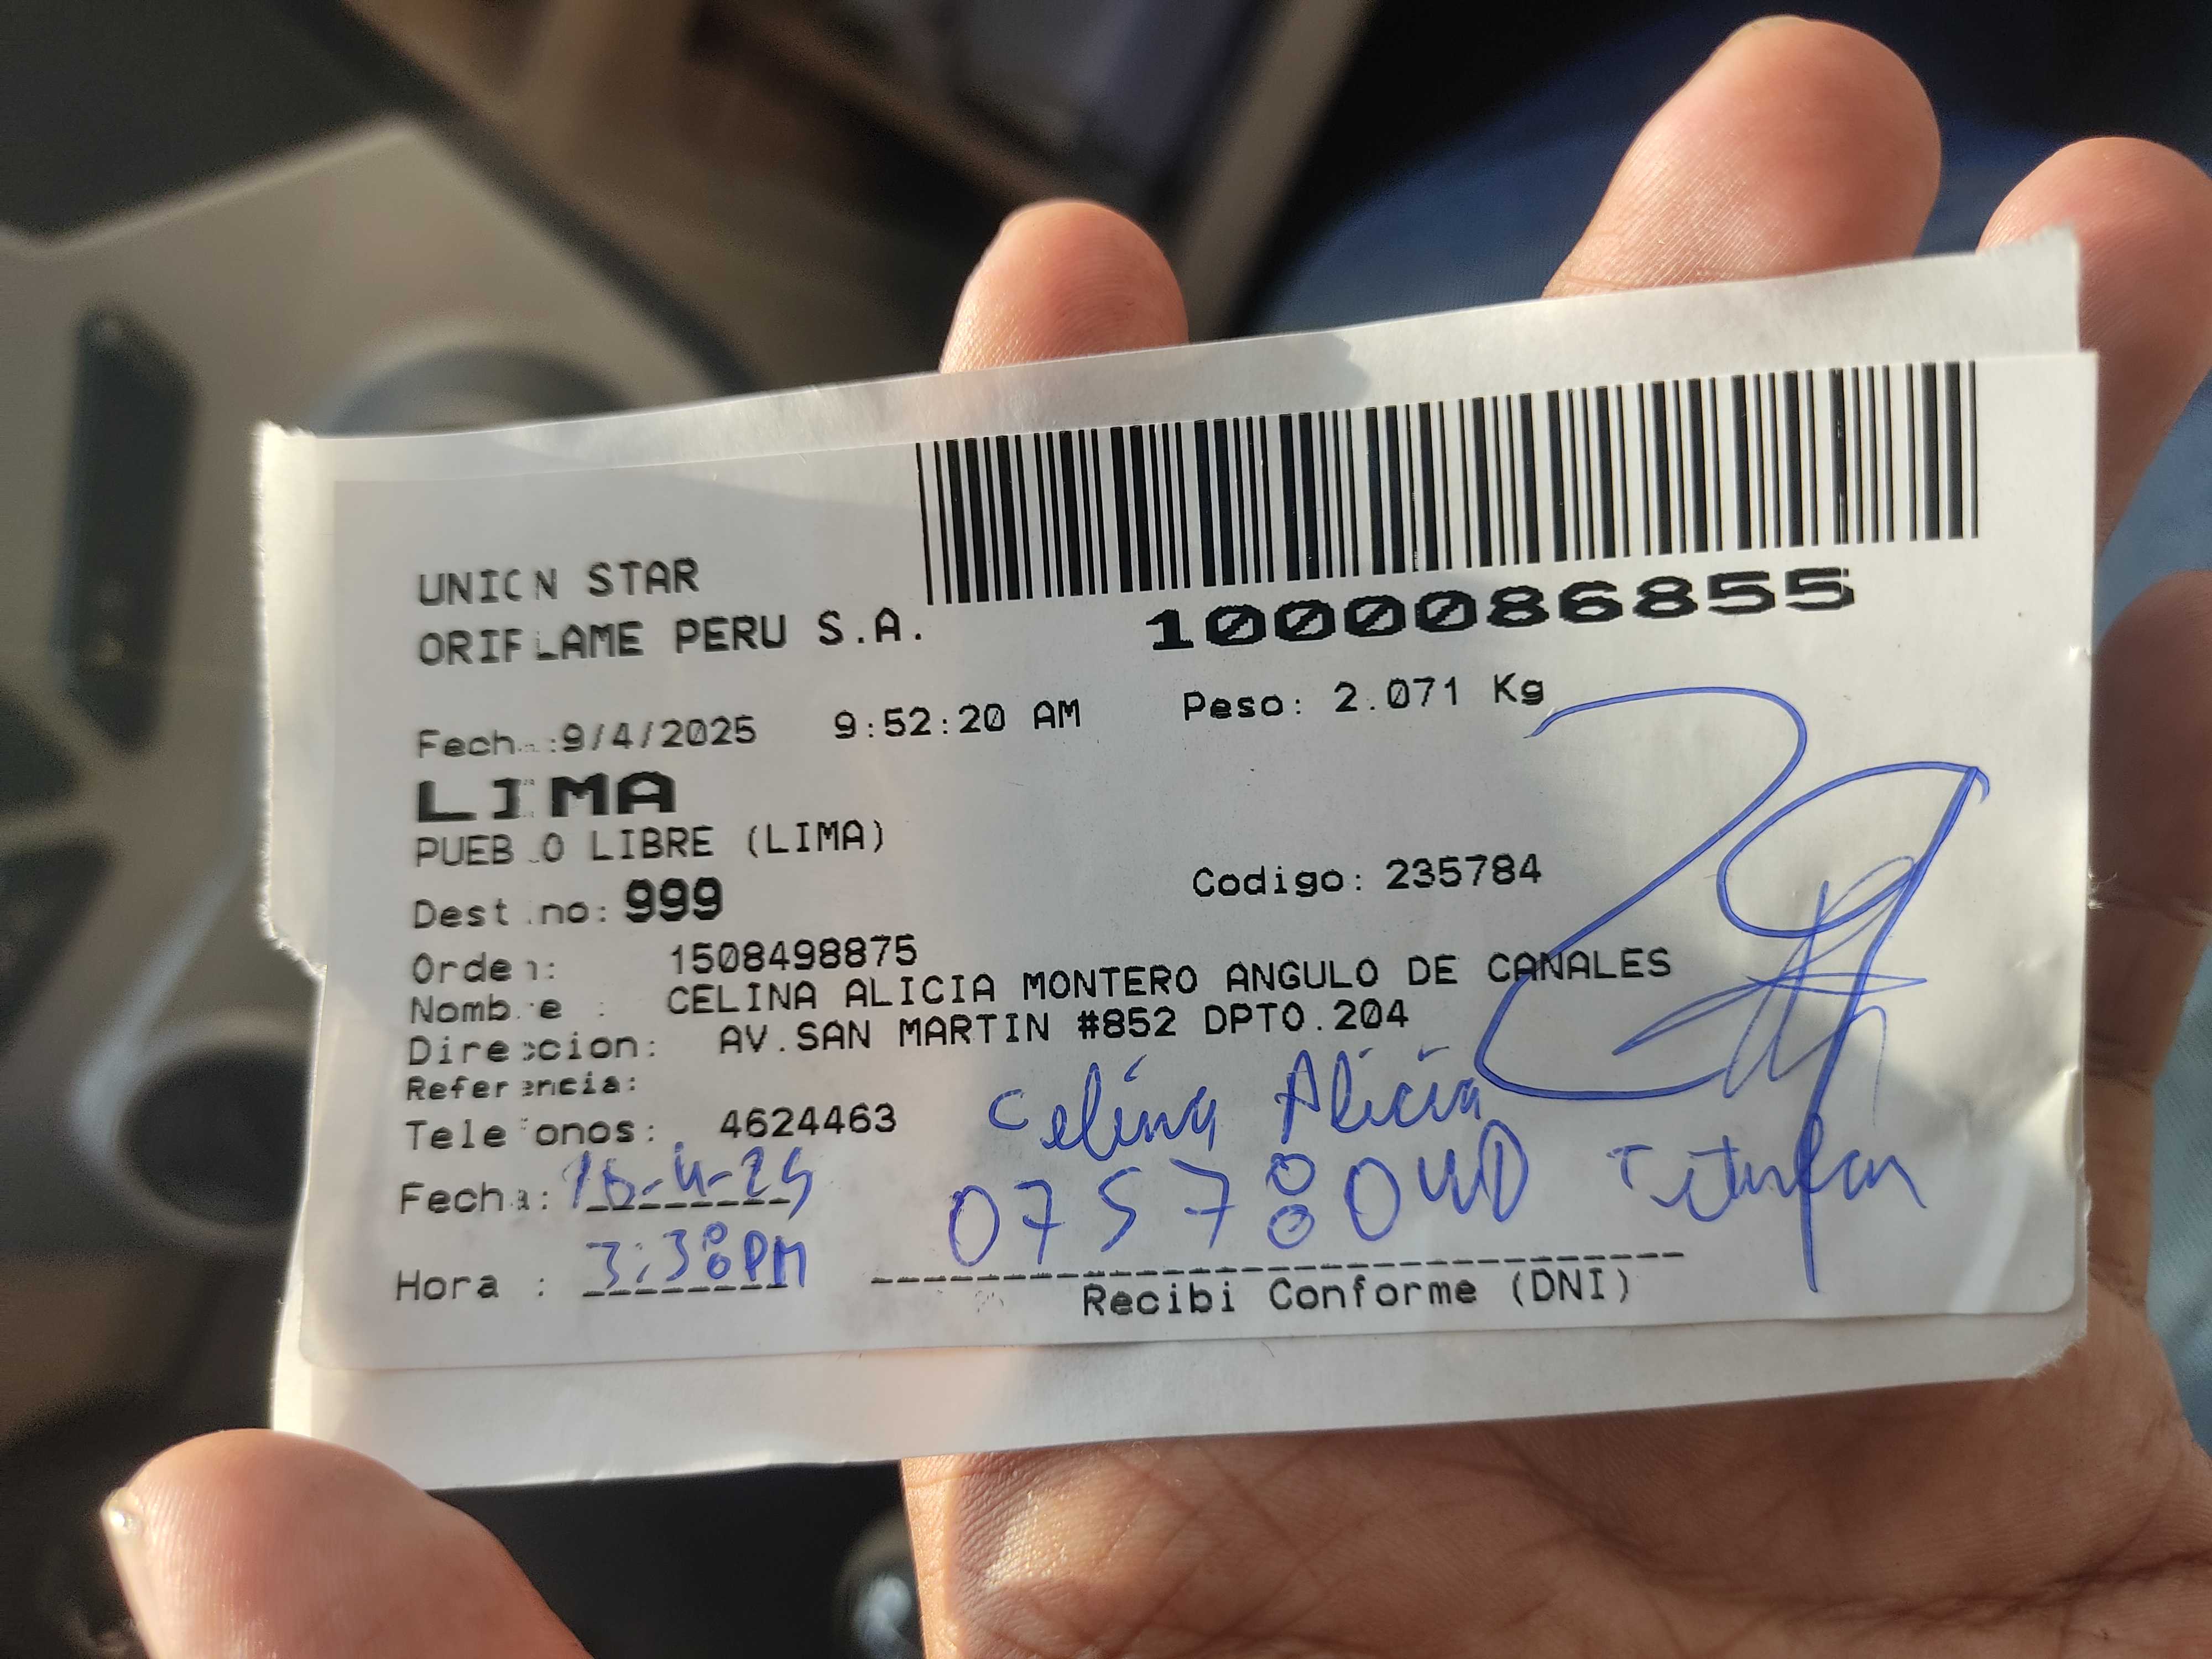 UNION STAR
ORIFLAME PERU S.A.
1000086855
Fecha:9/4/2025 9:52:20 AM Peso: 2.071 Kg
LIMA
PUEBLO LIBRE (LIMA)
Destino: 999 Codigo: 235784
29
Orden: 1508498875
Nombre : CELINA ALICIA MONTERO ANGULO DE CANALES
Direccion: AV.SAN MARTIN #852 DPTO.204
Referencia:
Telefonos: 4624463
Celina Alicia
Fecha: 10-4-25
Titular
Hora : 3:38PM
Recibi Conforme (DNI)